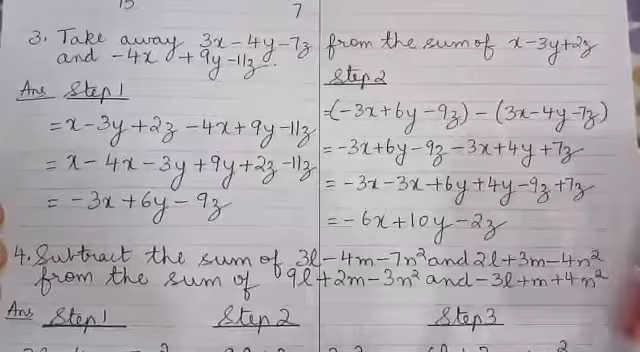 15 7
3. Take away 3x-4y-7z from the sum of x-3y+2z
and -4x+9y-11z.
Ans Step 1
= x-3y+2z-4x+9y-11z
= x-4x-3y+9y+2z-11z
= -3x+6y-9z
Step 2
=(-3x+6y-9z)-(3x-4y-7z)
= -3x+6y-9z-3x+4y+7z
= -3x-3x+6y+4y-9z+7z
= -6x+10y-2z
4. Subtract the sum of 3l-4m-7n² and 2l+3m-4n²
from the sum of 9l+2m-3n² and -3l+m+4n²
Ans Step 1 Step 2 Step 3